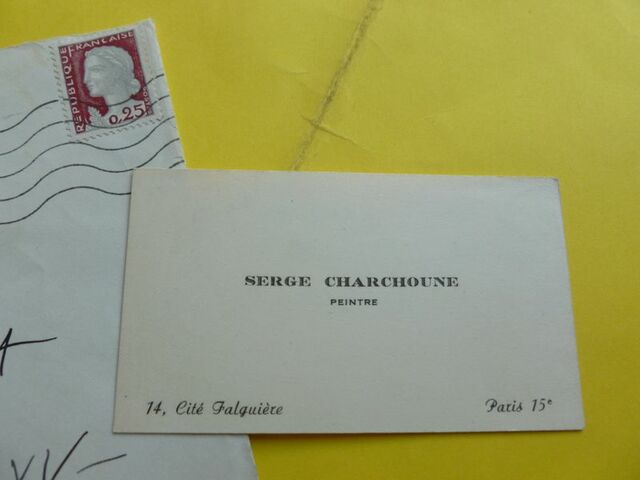 RÉPUBLIQUE FRANÇAISE
0,25
SERGE CHARCHOUNE
PEINTRE
14, Cité Falguière
Paris 15e